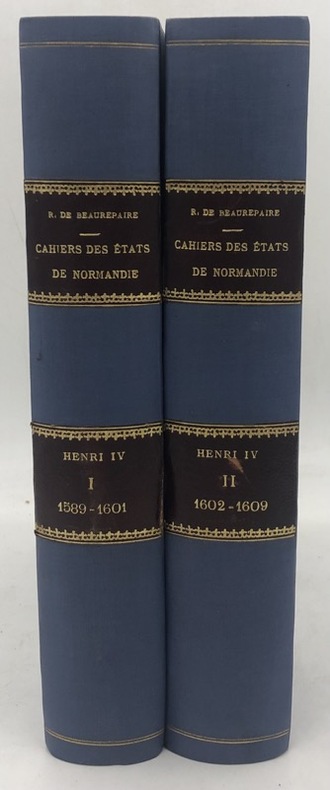 R. DE BEAUREPAIRE
CAHIERS DES ÉTATS
DE NORMANDIE
HENRI IV
I
1589-1601
R. DE BEAUREPAIRE
CAHIERS DES ÉTATS
DE NORMANDIE
HENRI IV
II
1602-1609